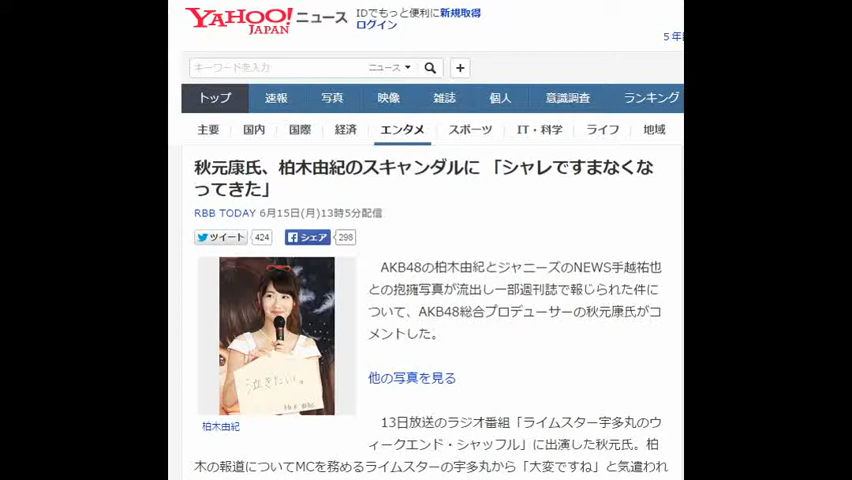 YAHOO! JAPAN ニュース
IDでもっと便利に新規取得
ログイン
5年
キーワードを入力 ニュース
トップ 速報 写真 映像 雑誌 個人 意識調査 ランキング
主要 国内 国際 経済 エンタメ スポーツ IT・科学 ライフ 地域
秋元康氏、柏木由紀のスキャンダルに 「シャレですまなくな
ってきた」
RBB TODAY 6月15日(月)13時5分配信
ツイート 424 シェア 298
AKB48の柏木由紀とジャニーズのNEWS手越祐也
との抱擁写真が流出し一部週刊誌で報じられた件に
ついて、AKB48総合プロデューサーの秋元康氏がコ
メントした。
他の写真を見る
泣きたい。
柏木由紀
13日放送のラジオ番組「ライムスター宇多丸のウ
ィークエンド・シャッフル」に出演した秋元氏。柏
木の報道についてMCを務めるライムスターの宇多丸から「大変ですね」と気遣われ